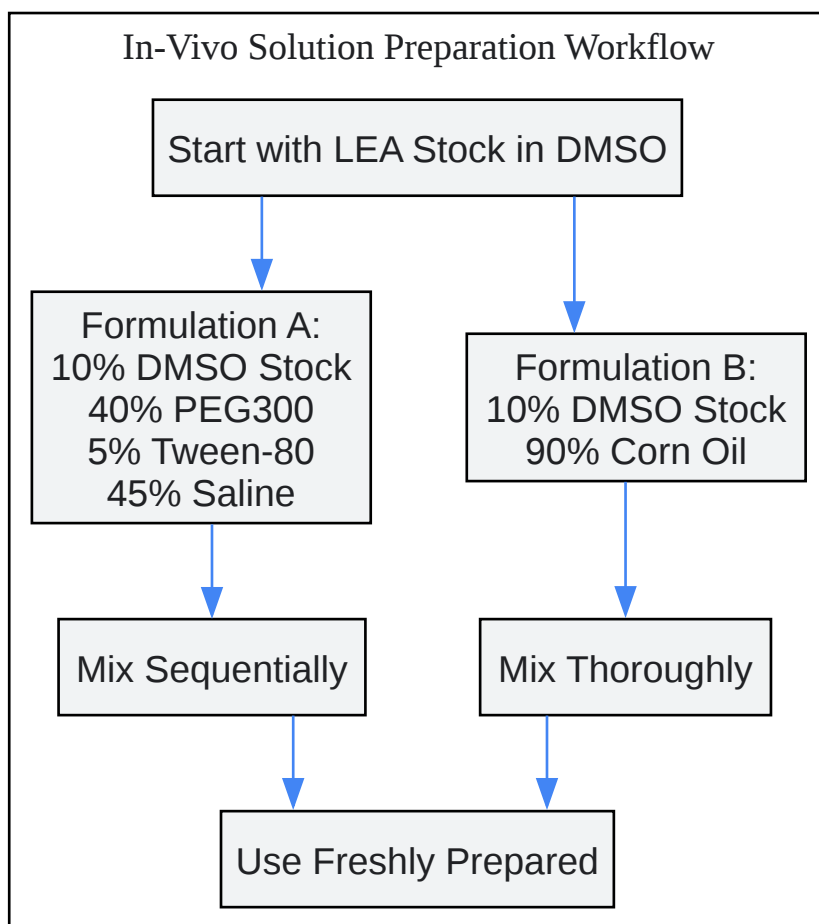 In-Vivo Solution Preparation Workflow
Start with LEA Stock in DMSO
Formulation A:
10% DMSO Stock
40% PEG300
5% Tween-80
45% Saline
Formulation B:
10% DMSO Stock
90% Corn Oil
Mix Sequentially
Mix Thoroughly
Use Freshly Prepared